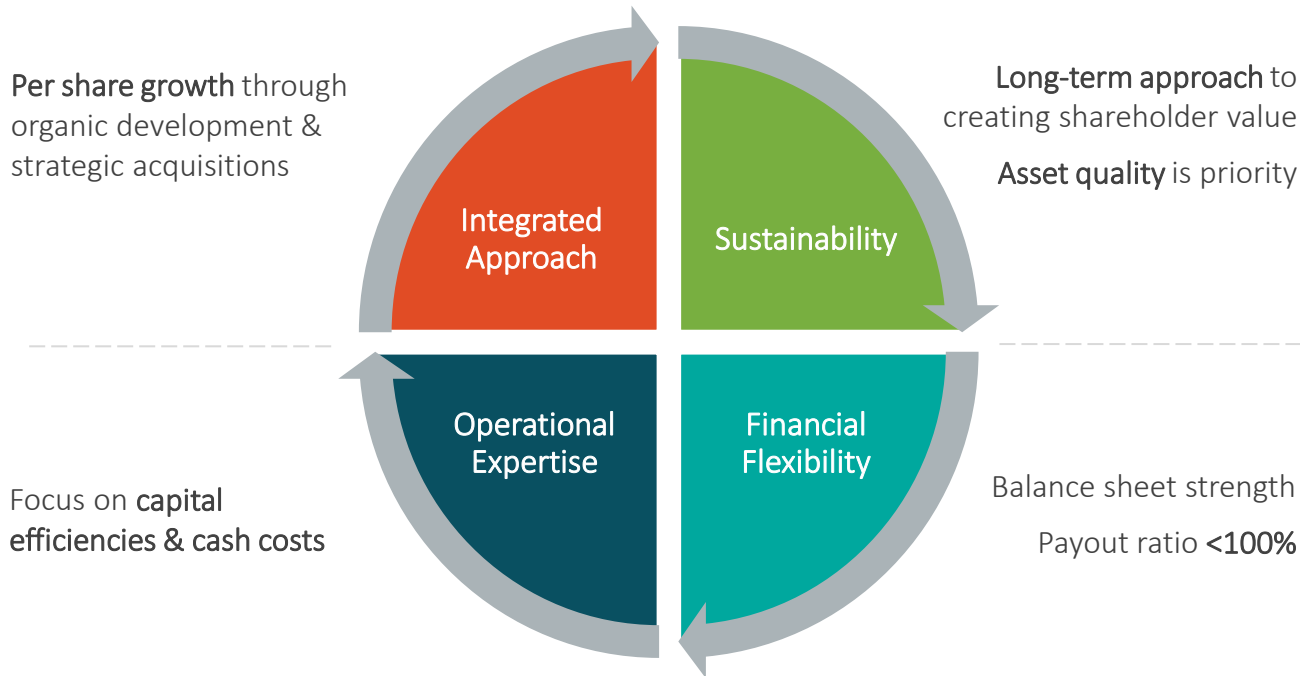 Per share growth through
organic development &
strategic acquisitions
Integrated
Approach
Sustainability
Long-term approach to
creating shareholder value
Asset quality is priority
Focus on capital
efficiencies & cash costs
Operational
Expertise
Financial
Flexibility
Balance sheet strength
Payout ratio <100%